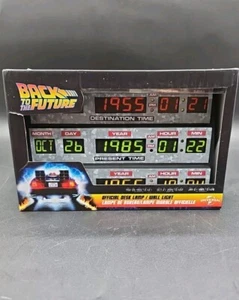 BACK
TO THE
FUTURE
1955 01 21
DESTINATION TIME
MONTH DAY YEAR HOUR MIN
OCT 26 1985 01 22
PRESENT TIME
YEAR HOUR MIN
OFFICIAL DESK LAMP / WALL LIGHT